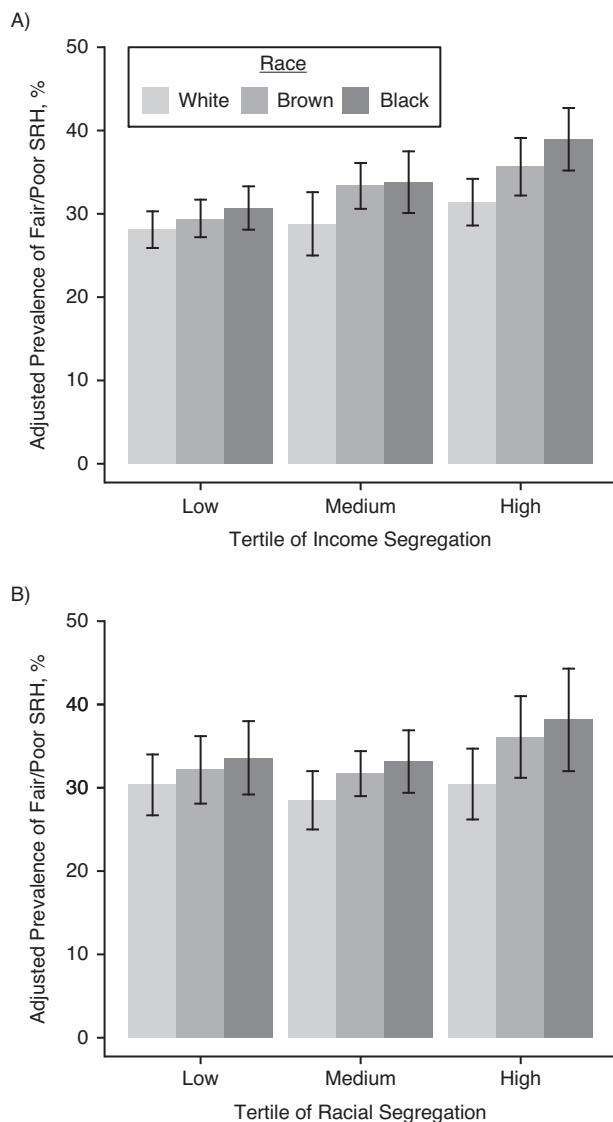 A)
Adjusted Prevalence of Fair/Poor SRH, %
50
40
30
20
10
0
Race
White Brown Black
Low Medium High
Tertile of Income Segregation
B)
Adjusted Prevalence of Fair/Poor SRH, %
50
40
30
20
10
0
Low Medium High
Tertile of Racial Segregation